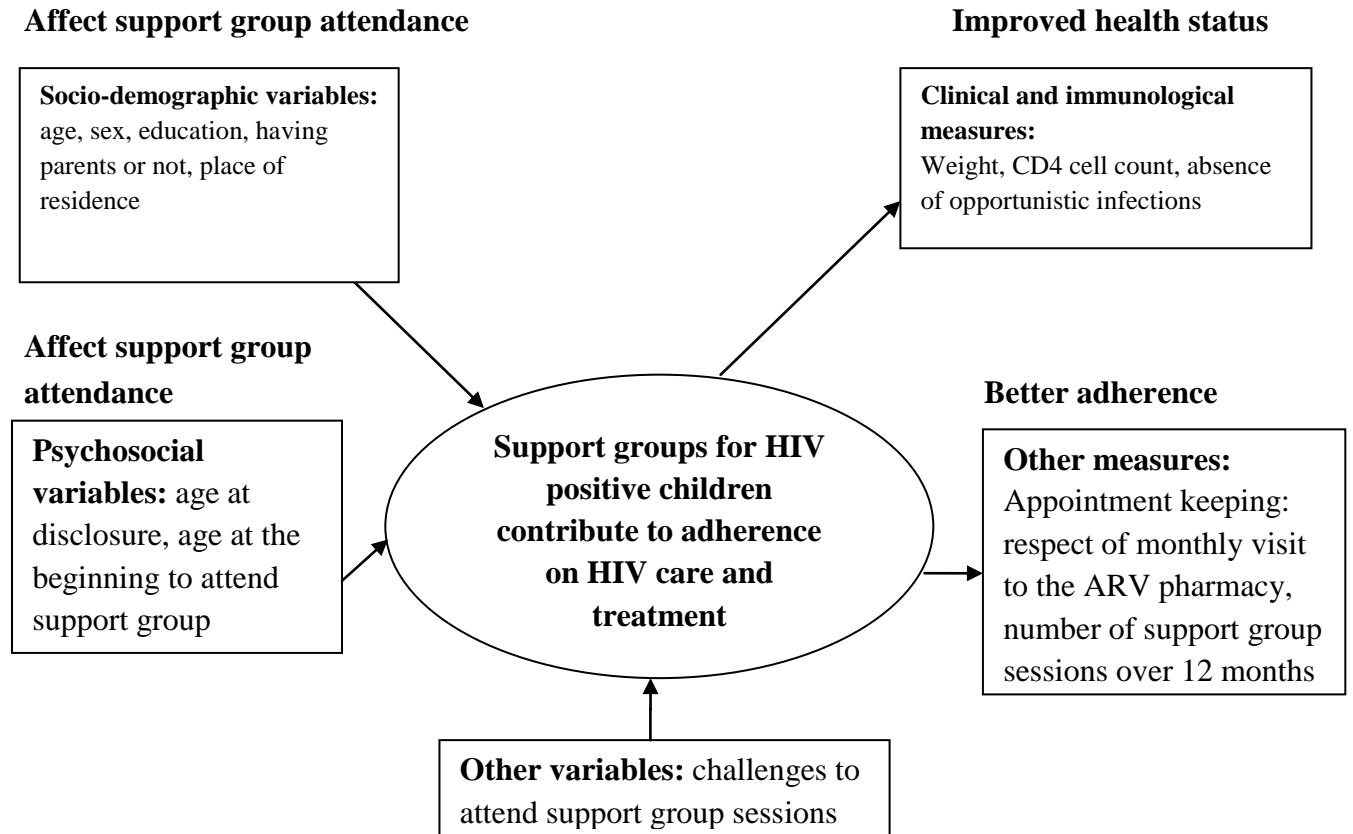 Affect support group attendance
Improved health status
Socio-demographic variables:
age, sex, education, having
parents or not, place of
residence
Clinical and immunological
measures:
Weight, CD4 cell count, absence
of opportunistic infections
Affect support group
attendance
Psychosocial
variables: age at
disclosure, age at the
beginning to attend
support group
Support groups for HIV
positive children
contribute to adherence
on HIV care and
treatment
Better adherence
Other measures:
Appointment keeping:
respect of monthly visit
to the ARV pharmacy,
number of support group
sessions over 12 months
Other variables: challenges to
attend support group sessions